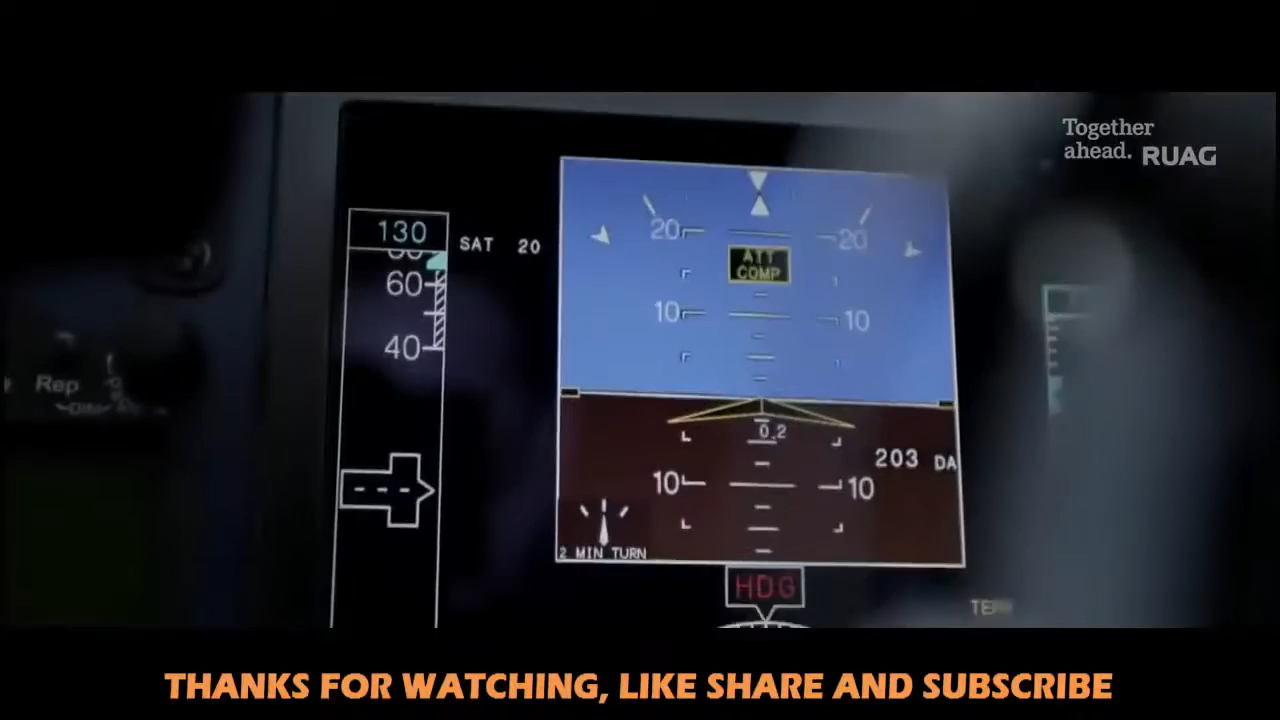 Together
ahead. RUAG
130
SAT 20
60
40
20 20
ATT
COMP
10 10
Rep
0.2
203 DA
10 10
2 MIN TURN
HDG
THANKS FOR WATCHING, LIKE SHARE AND SUBSCRIBE